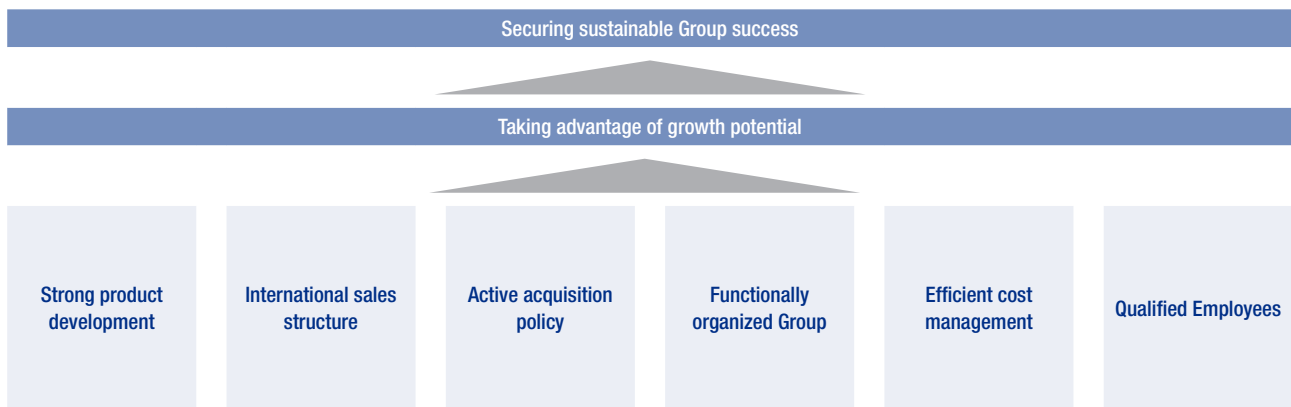 Securing sustainable Group success
Taking advantage of growth potential
Strong product
development
International sales
structure
Active acquisition
policy
Functionally
organized Group
Efficient cost
management
Qualified Employees